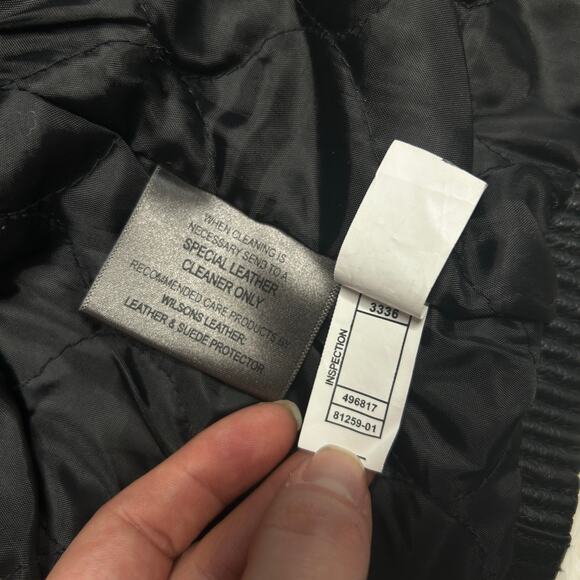 WHEN CLEANING IS
NECESSARY SEND TO A
SPECIAL LEATHER
CLEANER ONLY
RECOMMENDED CARE PRODUCTS BY
WILSONS LEATHER:
LEATHER & SUEDE PROTECTOR
3336
INSPECTION
496817
81259-01